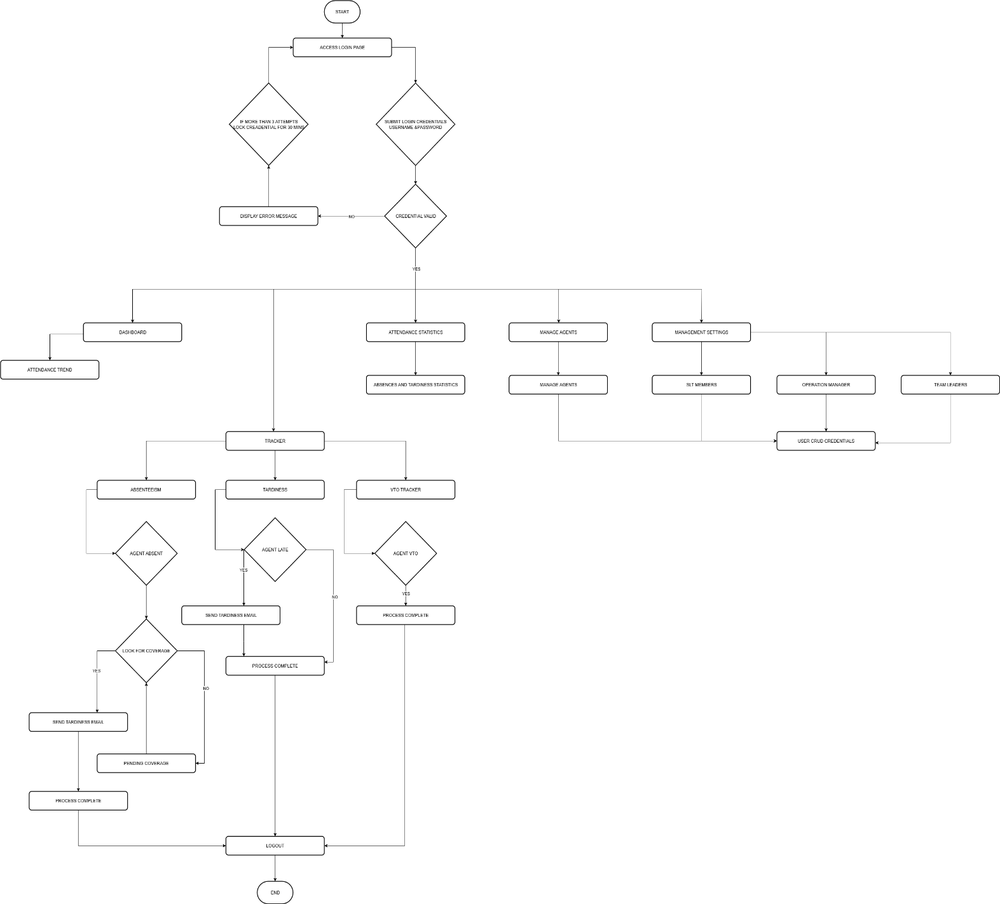 START
ACCESS LOGIN PAGE
IF MORE THAN 3 ATTEMPTS
LOCK CREADENTIAL FOR 30 MINS
SUBMIT LOGIN CREDENTIALS
USERNAME &PASSWORD
DISPLAY ERROR MESSAGE
NO
CREDENTIAL VALID
YES
DASHBOARD
ATTENDANCE STATISTICS
MANAGE AGENTS
MANAGEMENT SETTINGS
ATTENDANCE TREND
ABSENCES AND TARDINESS STATISTICS
MANAGE AGENTS
SLT MEMBERS
OPERATION MANAGER
TEAM LEADERS
TRACKER
USER CRUD CREDENTIALS
ABSENTEEISM
TARDINESS
VTO TRACKER
AGENT ABSENT
AGENT LATE
AGENT VTO
YES
NO
YES
SEND TARDINESS EMAIL
PROCESS COMPLETE
LOOK FOR COVERAGE
PROCESS COMPLETE
YES
NO
SEND TARDINESS EMAIL
PENDING COVERAGE
PROCESS COMPLETE
LOGOUT
END